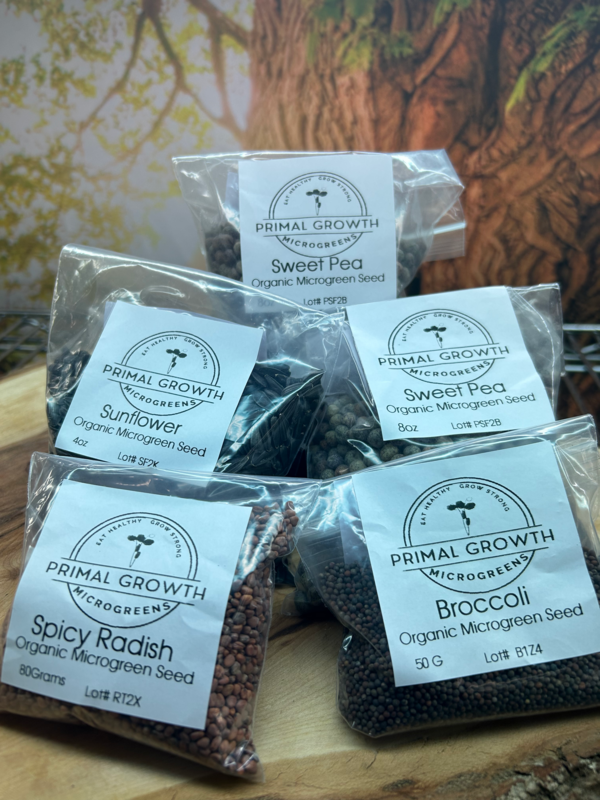 EAT HEALTHY GROW STRONG
PRIMAL GROWTH
MICROGREENS
Sweet Pea
Organic Microgreen Seed
Lot# PSF2B
EAT HEALTHY GROW STRONG
PRIMAL GROWTH
MICROGREENS
Sunflower
Organic Microgreen Seed
4oz Lot# SF2K
EAT HEALTHY GROW STRONG
PRIMAL GROWTH
MICROGREENS
Sweet Pea
Organic Microgreen Seed
8oz Lot# PSF2B
EAT HEALTHY GROW STRONG
PRIMAL GROWTH
MICROGREENS
Spicy Radish
Organic Microgreen Seed
80Grams Lot# RT2X
EAT HEALTHY GROW STRONG
PRIMAL GROWTH
MICROGREENS
Broccoli
Organic Microgreen Seed
50 G Lot# B1Z4